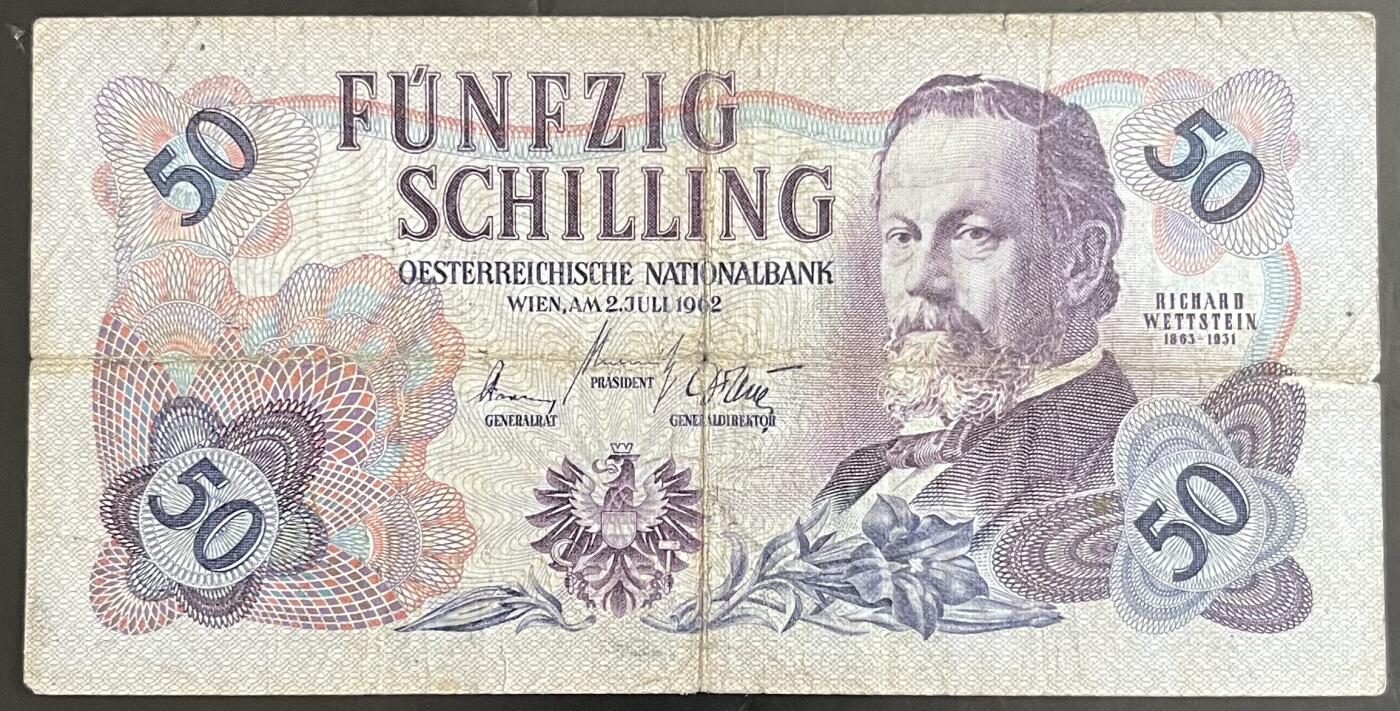 50
FÜNFZIG
SCHILLING
50
OESTERREICHISCHE NATIONALBANK
WIEN, AM 2. JULI 1962
RICHARD
WETTSTEIN
1863-1931
PRÄSIDENT
GENERALRAT
GENERALDIREKTOR
50
50